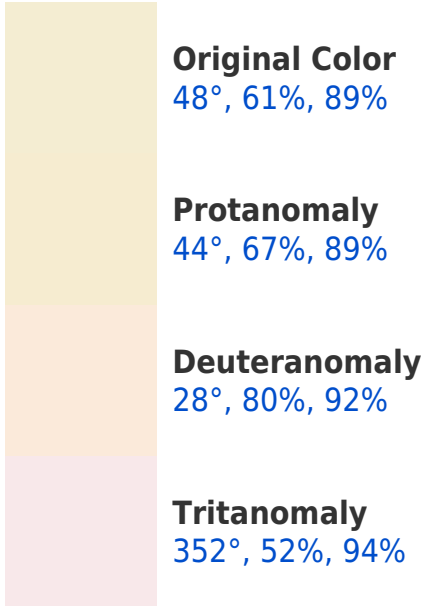 Original Color
48°, 61%, 89%
Protanomaly
44°, 67%, 89%
Deuteranomaly
28°, 80%, 92%
Tritanomaly
352°, 52%, 94%